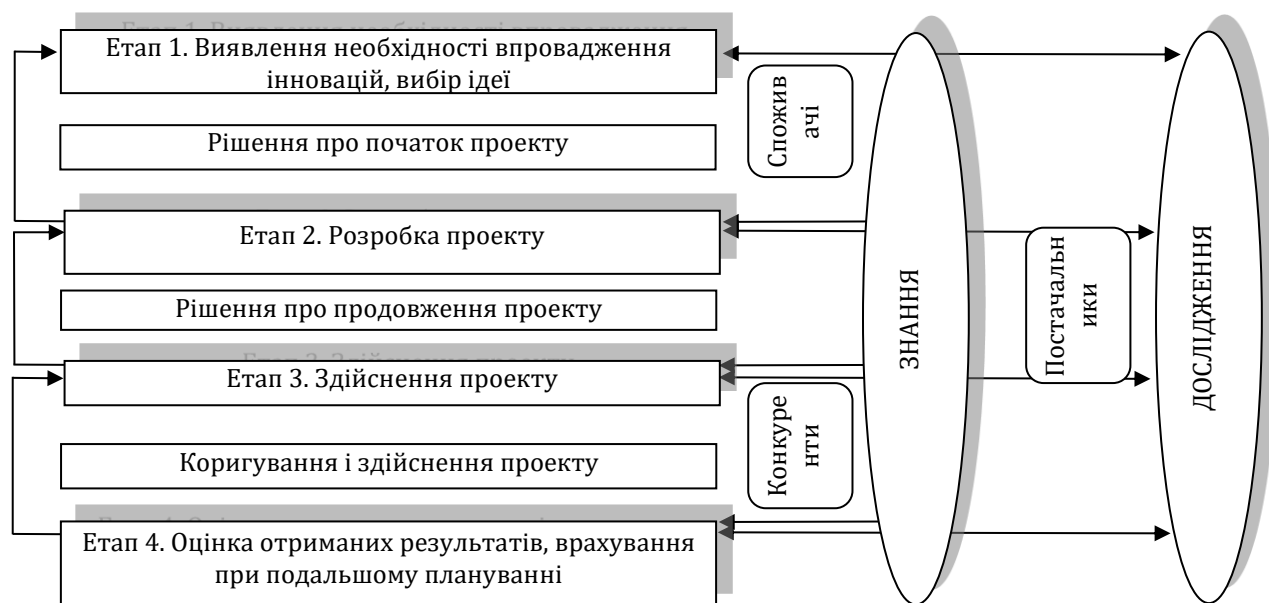 Етап 1. Виявлення необхідності впровадження
інновацій, вибір ідеї
Рішення про початок проекту
Етап 2. Розробка проекту
Рішення про продовження проекту
Етап 3. Здійснення проекту
Коригування і здійснення проекту
Етап 4. Оцінка отриманих результатів, врахування
при подальшому плануванні
Спожив
ачі
Конкуре
нти
ЗНАННЯ
Постачальн
ики
ДОСЛІДЖЕННЯ